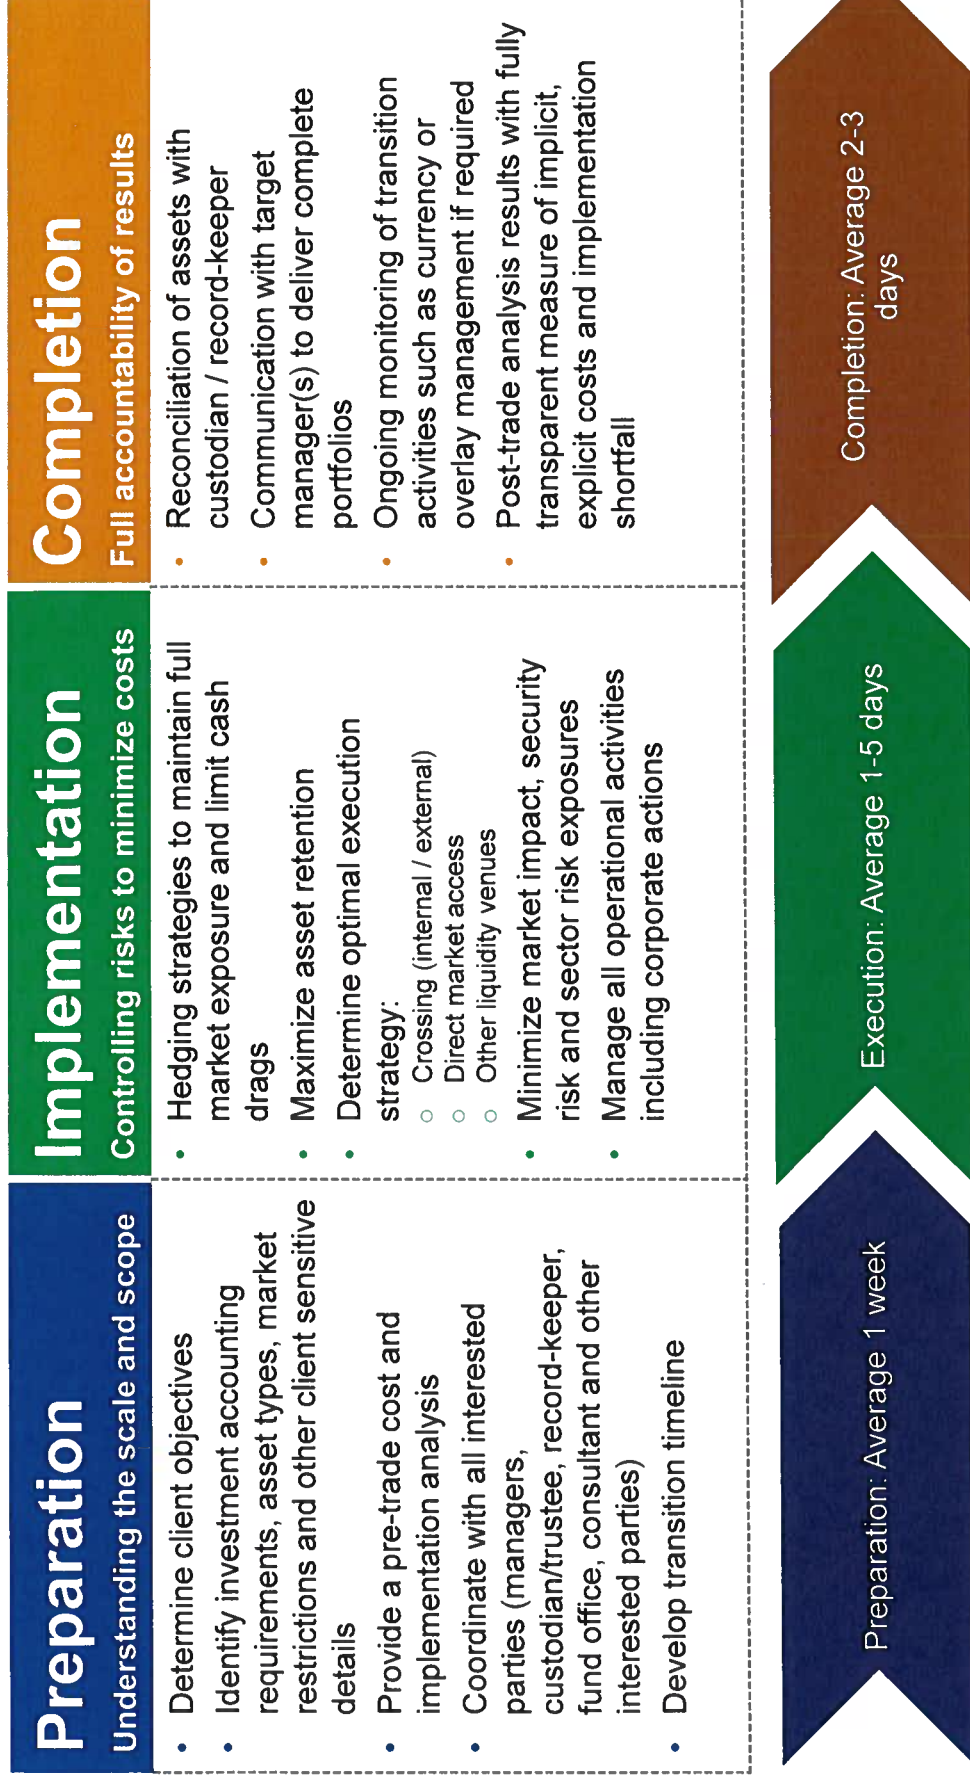 Preparation
Understanding the scale and scope
• Determine client objectives
• Identify investment accounting
requirements, asset types, market
restrictions and other client sensitive
details
• Provide a pre-trade cost and
implementation analysis
• Coordinate with all interested
parties (managers,
custodian/trustee, record-keeper,
fund office, consultant and other
interested parties)
• Develop transition timeline
Implementation
Controlling risks to minimize costs
• Hedging strategies to maintain full
market exposure and limit cash
drags
• Maximize asset retention
• Determine optimal execution
strategy:
○ Crossing (internal / external)
○ Direct market access
○ Other liquidity venues
• Minimize market impact, security
risk and sector risk exposures
• Manage all operational activities
including corporate actions
Completion
Full accountability of results
• Reconciliation of assets with
custodian / record-keeper
• Communication with target
manager(s) to deliver complete
portfolios
• Ongoing monitoring of transition
activities such as currency or
overlay management if required
• Post-trade analysis results with fully
transparent measure of implicit,
explicit costs and implementation
shortfall
Preparation: Average 1 week
Execution: Average 1-5 days
Completion: Average 2-3
days